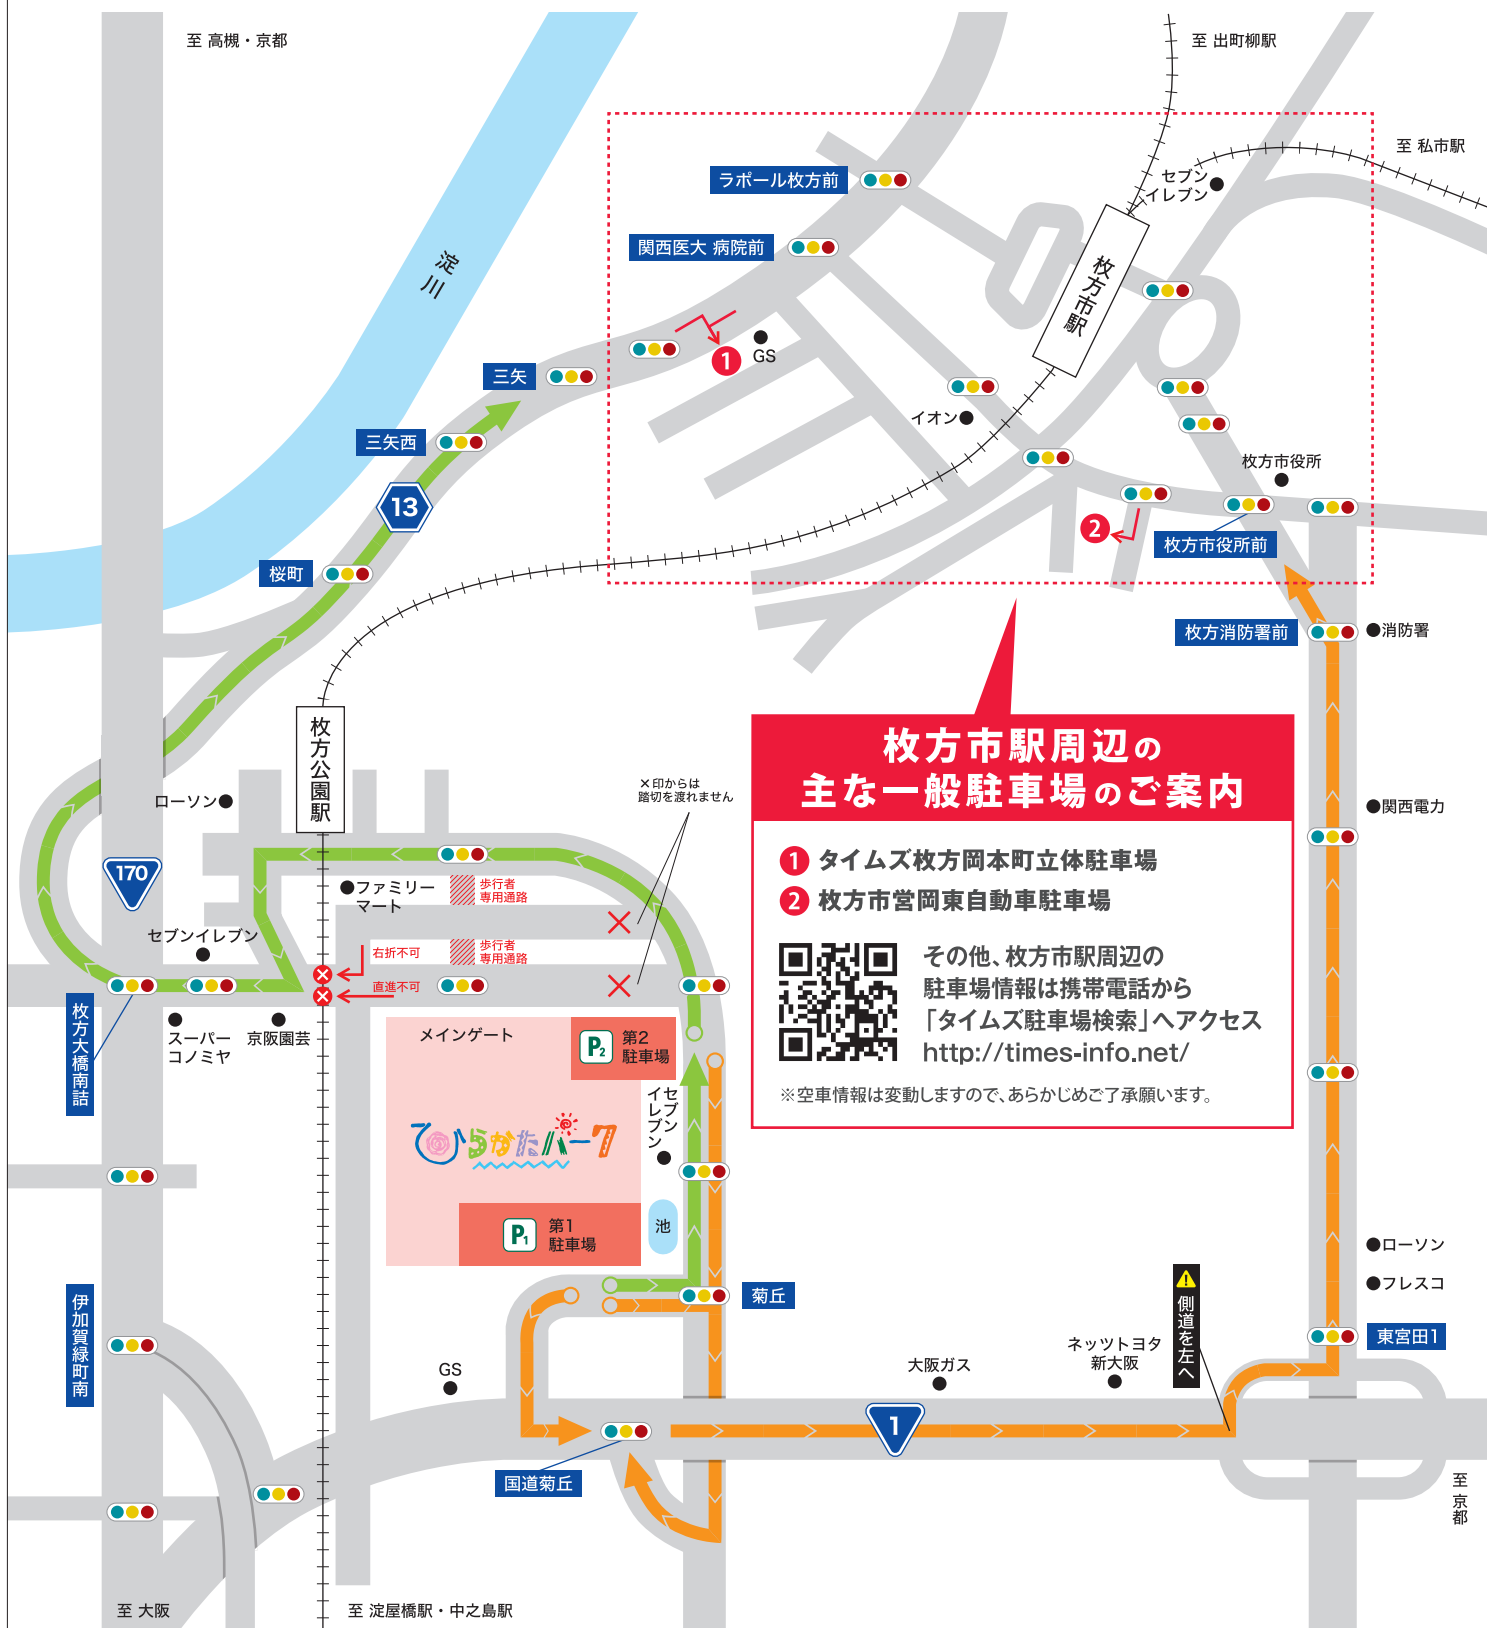 至 高槻・京都
至 出町柳駅
至 私市駅
セブン
イレブン
ラポール枚方前
関西医大 病院前
淀川
枚方市駅
1
GS
三矢
イオン
三矢西
枚方市役所
13
2
枚方市役所前
桜町
枚方消防署前
消防署
枚方公園駅
枚方市駅周辺の
主な一般駐車場のご案内
1 タイムズ枚方岡本町立体駐車場
2 枚方市営岡東自動車駐車場
その他、枚方市駅周辺の
駐車場情報は携帯電話から
「タイムズ駐車場検索」へアクセス
http://times-info.net/
※空車情報は変動しますので、あらかじめご了承願います。
×印からは
踏切を渡れません
ローソン
関西電力
170
ファミリー
マート
歩行者
専用通路
セブンイレブン
右折不可
歩行者
専用通路
直進不可
枚方大橋南詰
スーパー
コノミヤ
京阪園芸
メインゲート
P2
第2
駐車場
セブン
イレブン
ひらかたパーク
池
P1
第1
駐車場
菊丘
伊加賀緑町南
側道を左へ
ローソン
フレスコ
東宮田1
GS
大阪ガス
ネッツトヨタ
新大阪
1
国道菊丘
至 京都
至 大阪
至 淀屋橋駅・中之島駅